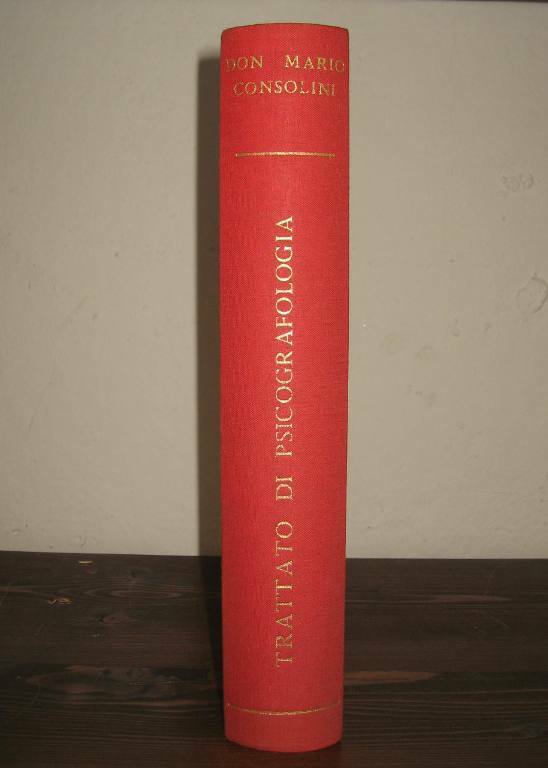 DON MARIO
CONSOLINI
TRATTATO DI PSICOGRAFOLOGIA